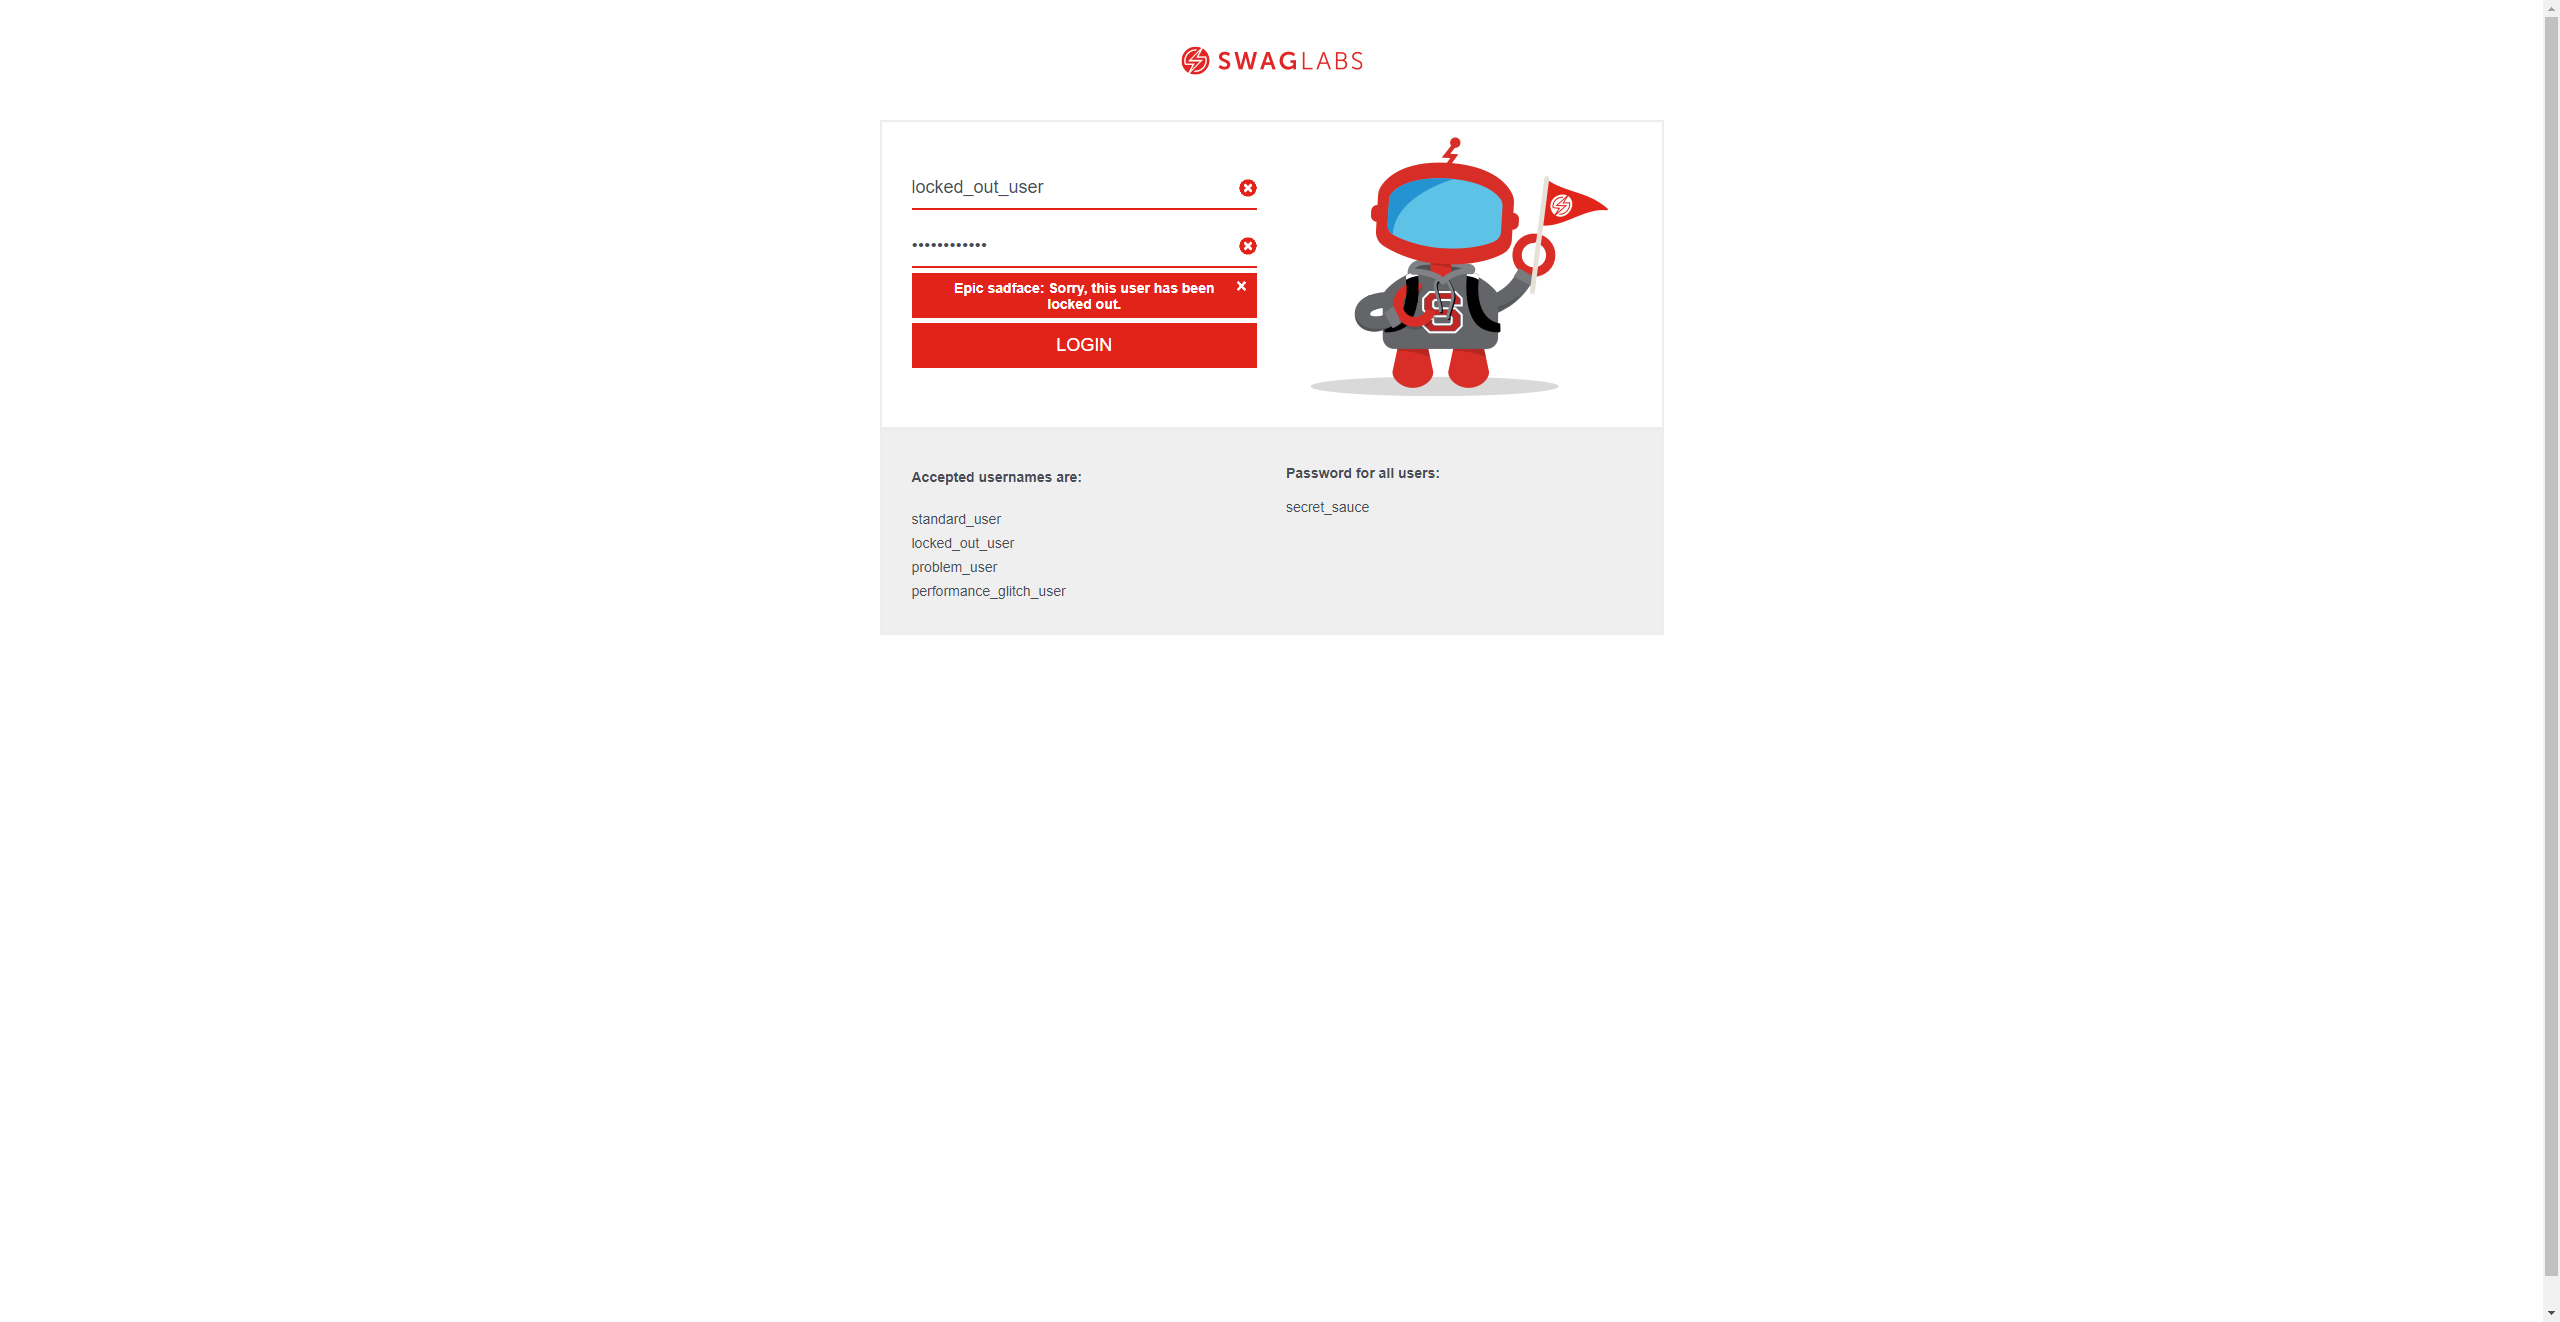 SWAGLABS
locked_out_user
••••••••••••
Epic sadface: Sorry, this user has been
locked out.
LOGIN
S
Accepted usernames are:
standard_user
locked_out_user
problem_user
performance_glitch_user
Password for all users:
secret_sauce